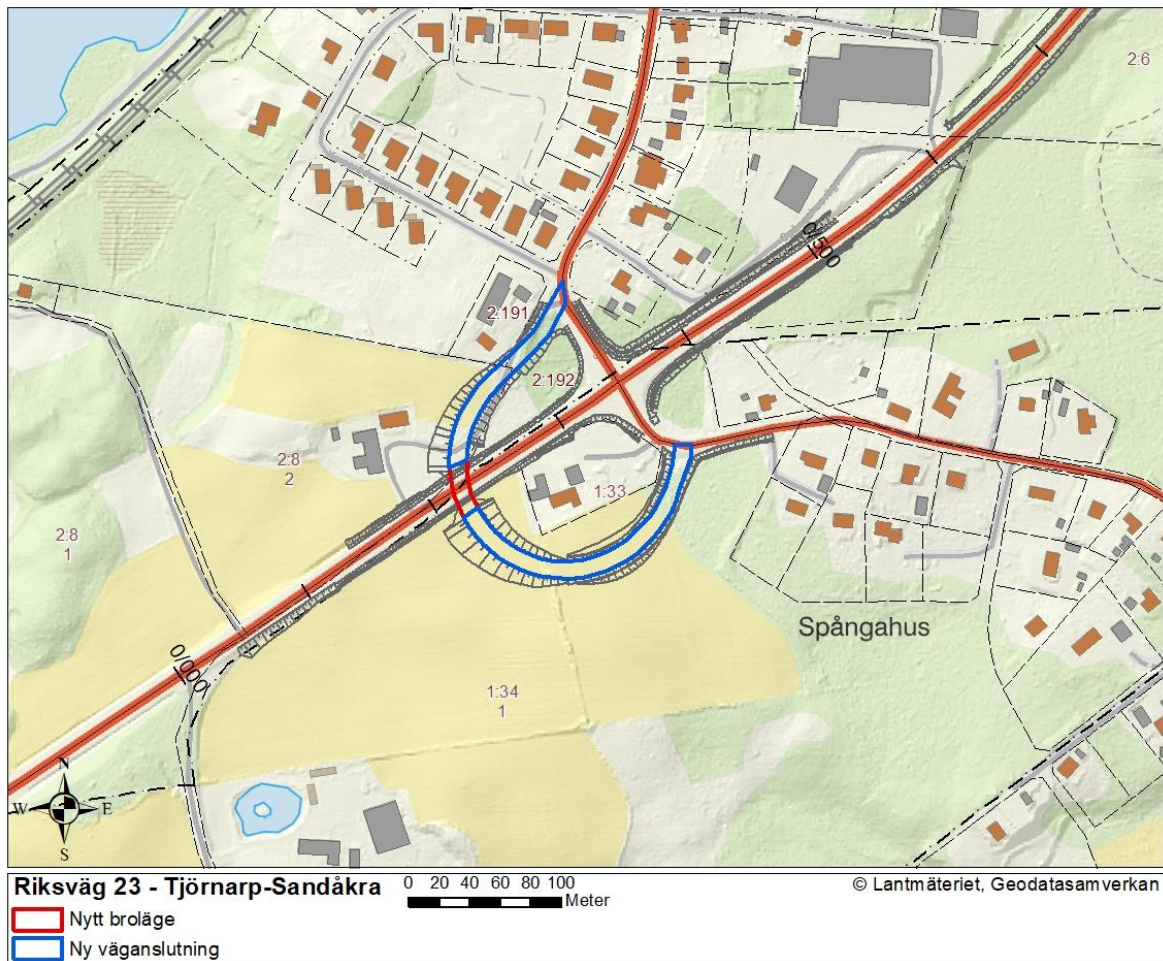 2:6
0/500
2:191
2:192
2:8
2
1:33
2:8
1
Spångahus
0/000
1:34
1
N
W E
S
Riksväg 23 - Tjörnarp-Sandåkra
0 20 40 60 80 100
Meter
© Lantmäteriet, Geodatasamverkan
Nytt broläge
Ny väganslutning